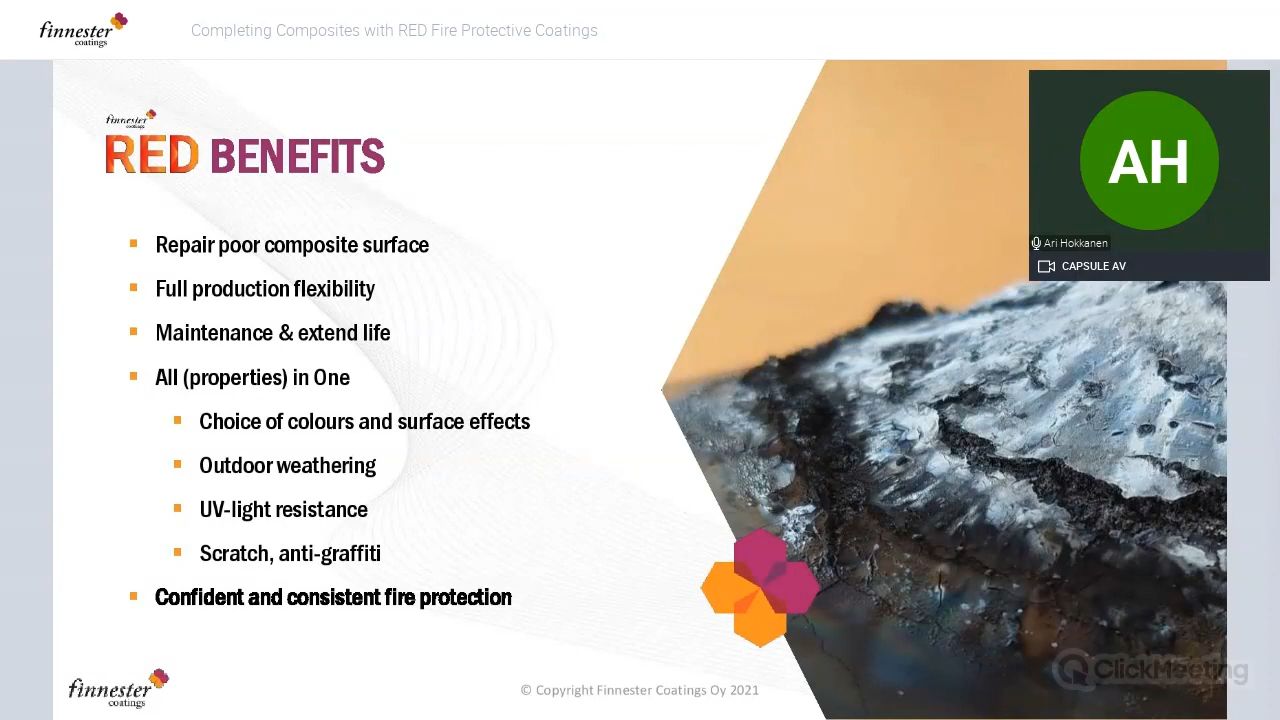 finnester
coatings
Completing Composites with RED Fire Protective Coatings
finnester
coatings
RED BENEFITS
Repair poor composite surface
Full production flexibility
Maintenance & extend life
All (properties) in One
Choice of colours and surface effects
Outdoor weathering
UV-light resistance
Scratch, anti-graffiti
Confident and consistent fire protection
AH
Ari Hokkanen
CAPSULE AV
finnester
coatings
© Copyright Finnester Coatings Oy 2021
ClickMeeting